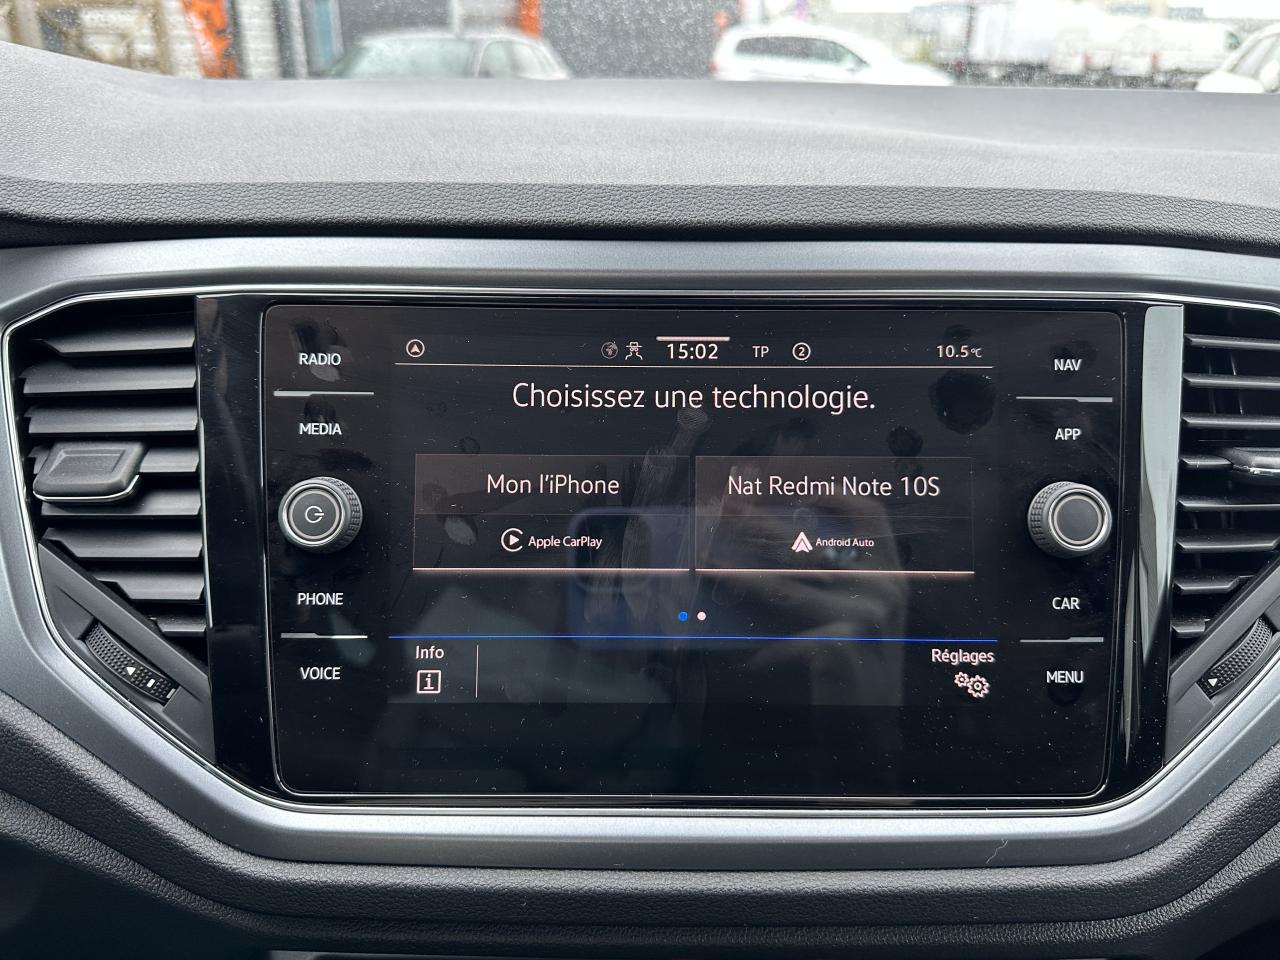 RADIO
MEDIA
PHONE
VOICE
15:02 TP 2 10.5°C
Choisissez une technologie.
Mon l'iPhone
Apple CarPlay
Nat Redmi Note 10S
Android Auto
Info
i
Réglages
NAV
APP
CAR
MENU